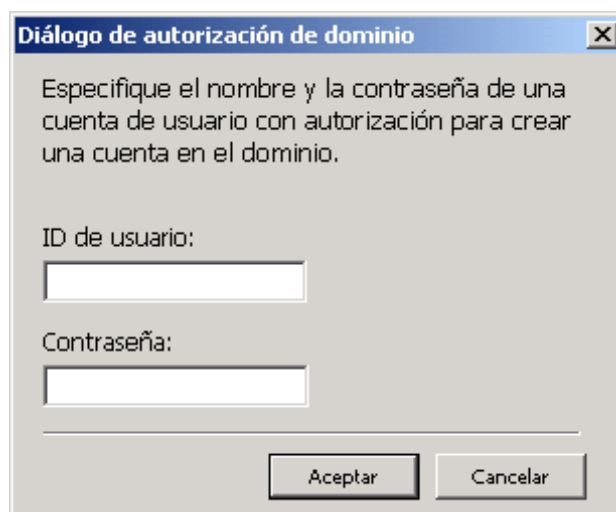 Diálogo de autorización de dominio
Especifique el nombre y la contraseña de una
cuenta de usuario con autorización para crear
una cuenta en el dominio.
ID de usuario:
Contraseña:
Aceptar
Cancelar